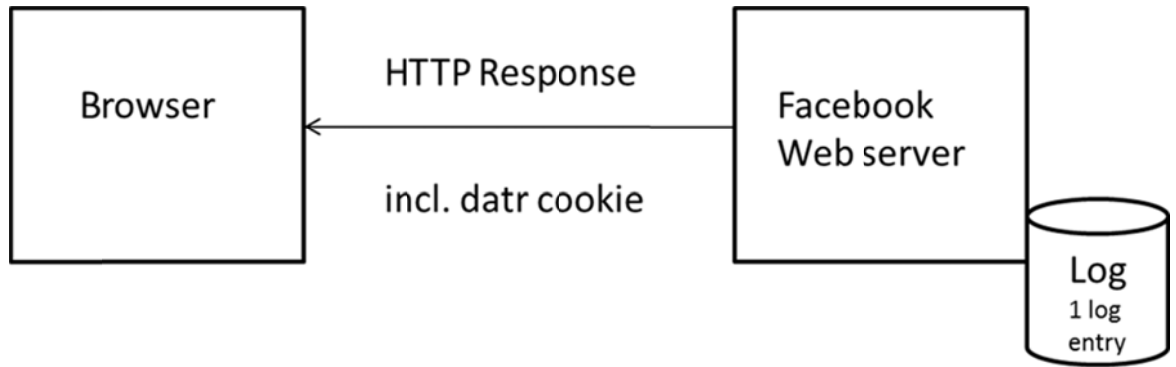 Browser
HTTP Response
incl. datr cookie
Facebook
Web server
Log
1 log
entry